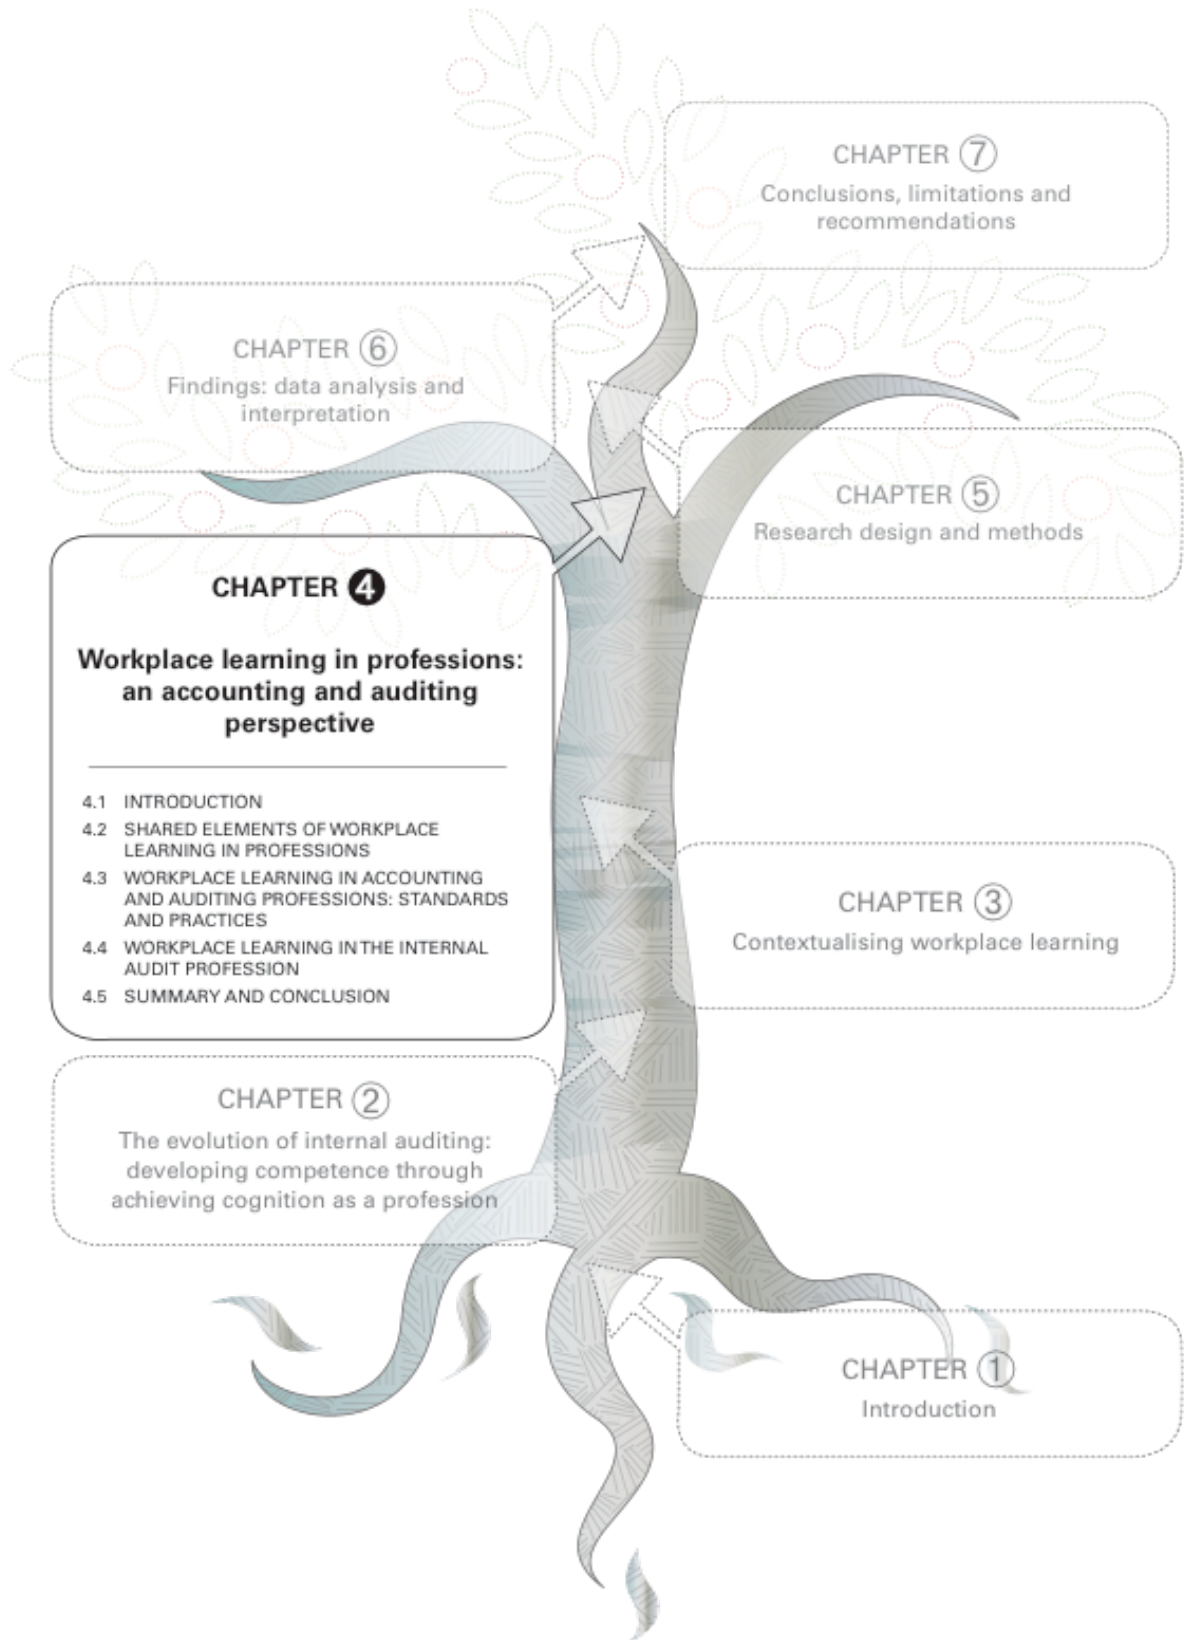 CHAPTER 7
Conclusions, limitations and
recommendations
CHAPTER 6
Findings: data analysis and
interpretation
CHAPTER 5
Research design and methods
CHAPTER 4
Workplace learning in professions:
an accounting and auditing
perspective
4.1 INTRODUCTION
4.2 SHARED ELEMENTS OF WORKPLACE
LEARNING IN PROFESSIONS
4.3 WORKPLACE LEARNING IN ACCOUNTING
AND AUDITING PROFESSIONS: STANDARDS
AND PRACTICES
4.4 WORKPLACE LEARNING IN THE INTERNAL
AUDIT PROFESSION
4.5 SUMMARY AND CONCLUSION
CHAPTER 3
Contextualising workplace learning
CHAPTER 2
The evolution of internal auditing:
developing competence through
achieving cognition as a profession
CHAPTER 1
Introduction